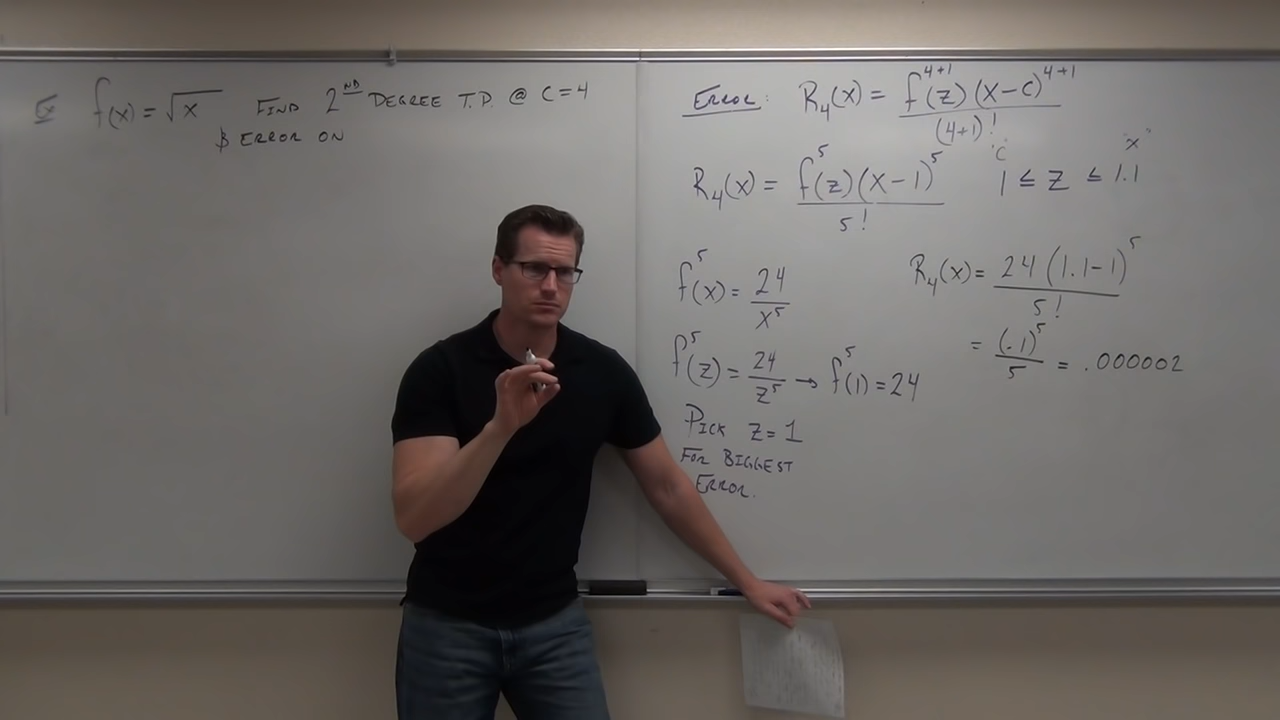 Ex f(x) = √x FIND 2ND DEGREE T.P. @ C=4
& ERROR ON
ERROR: R₄(x) = f⁴⁺¹(z)(x-c)⁴⁺¹ / (4+1)!
R₄(x) = f⁵(z)(x-1)⁵ / 5!
"C" "x"
1 ≤ z ≤ 1.1
f⁵(x) = 24/x⁵
f⁵(z) = 24/z⁵ → f⁵(1) = 24
PICK z = 1
FOR BIGGEST
ERROR.
R₄(x) = 24(1.1-1)⁵ / 5!
= (.1)⁵/5 = .000002